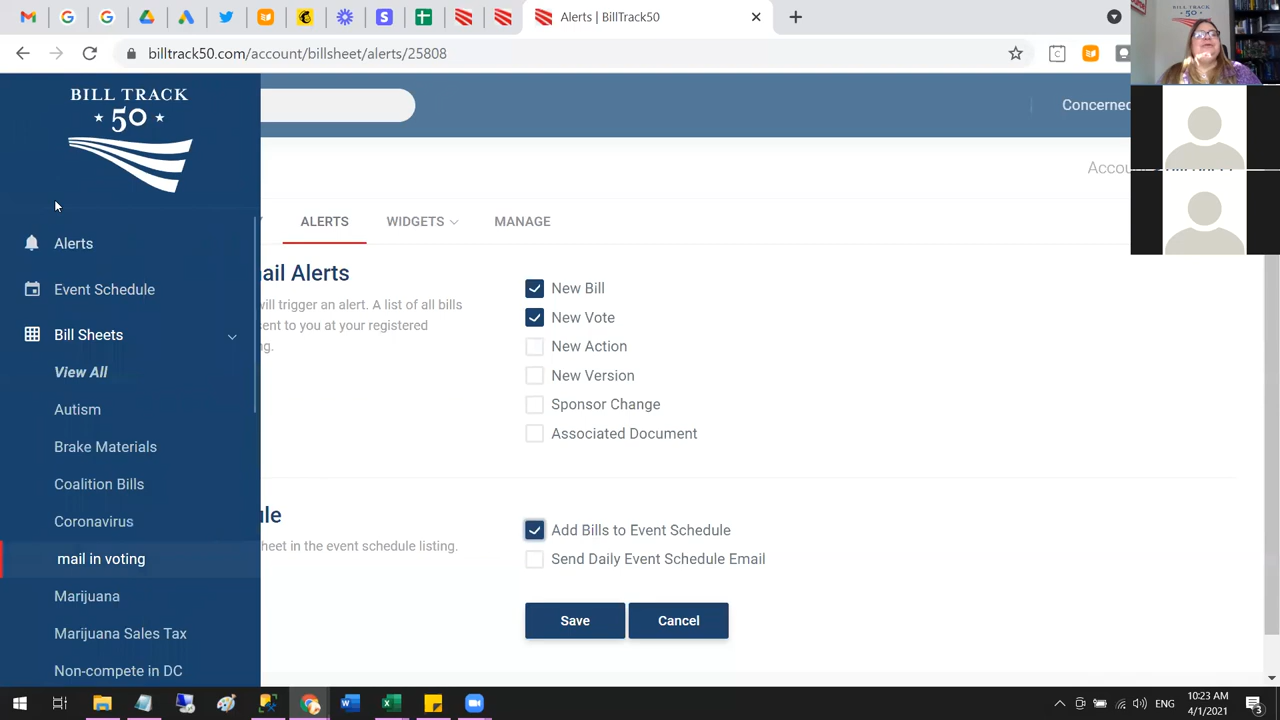 Alerts | BillTrack50
billtrack50.com/account/billsheet/alerts/25808
BILL TRACK
50
Concerned
Accou
ALERTS
WIDGETS
MANAGE
Alerts
Event Schedule
Bill Sheets
View All
Autism
Brake Materials
Coalition Bills
Coronavirus
mail in voting
Marijuana
Marijuana Sales Tax
Non-compete in DC
ail Alerts
will trigger an alert. A list of all bills
sent to you at your registered
ng.
New Bill
New Vote
New Action
New Version
Sponsor Change
Associated Document
ule
sheet in the event schedule listing.
Add Bills to Event Schedule
Send Daily Event Schedule Email
Save
Cancel
ENG
10:23 AM
4/1/2021
3